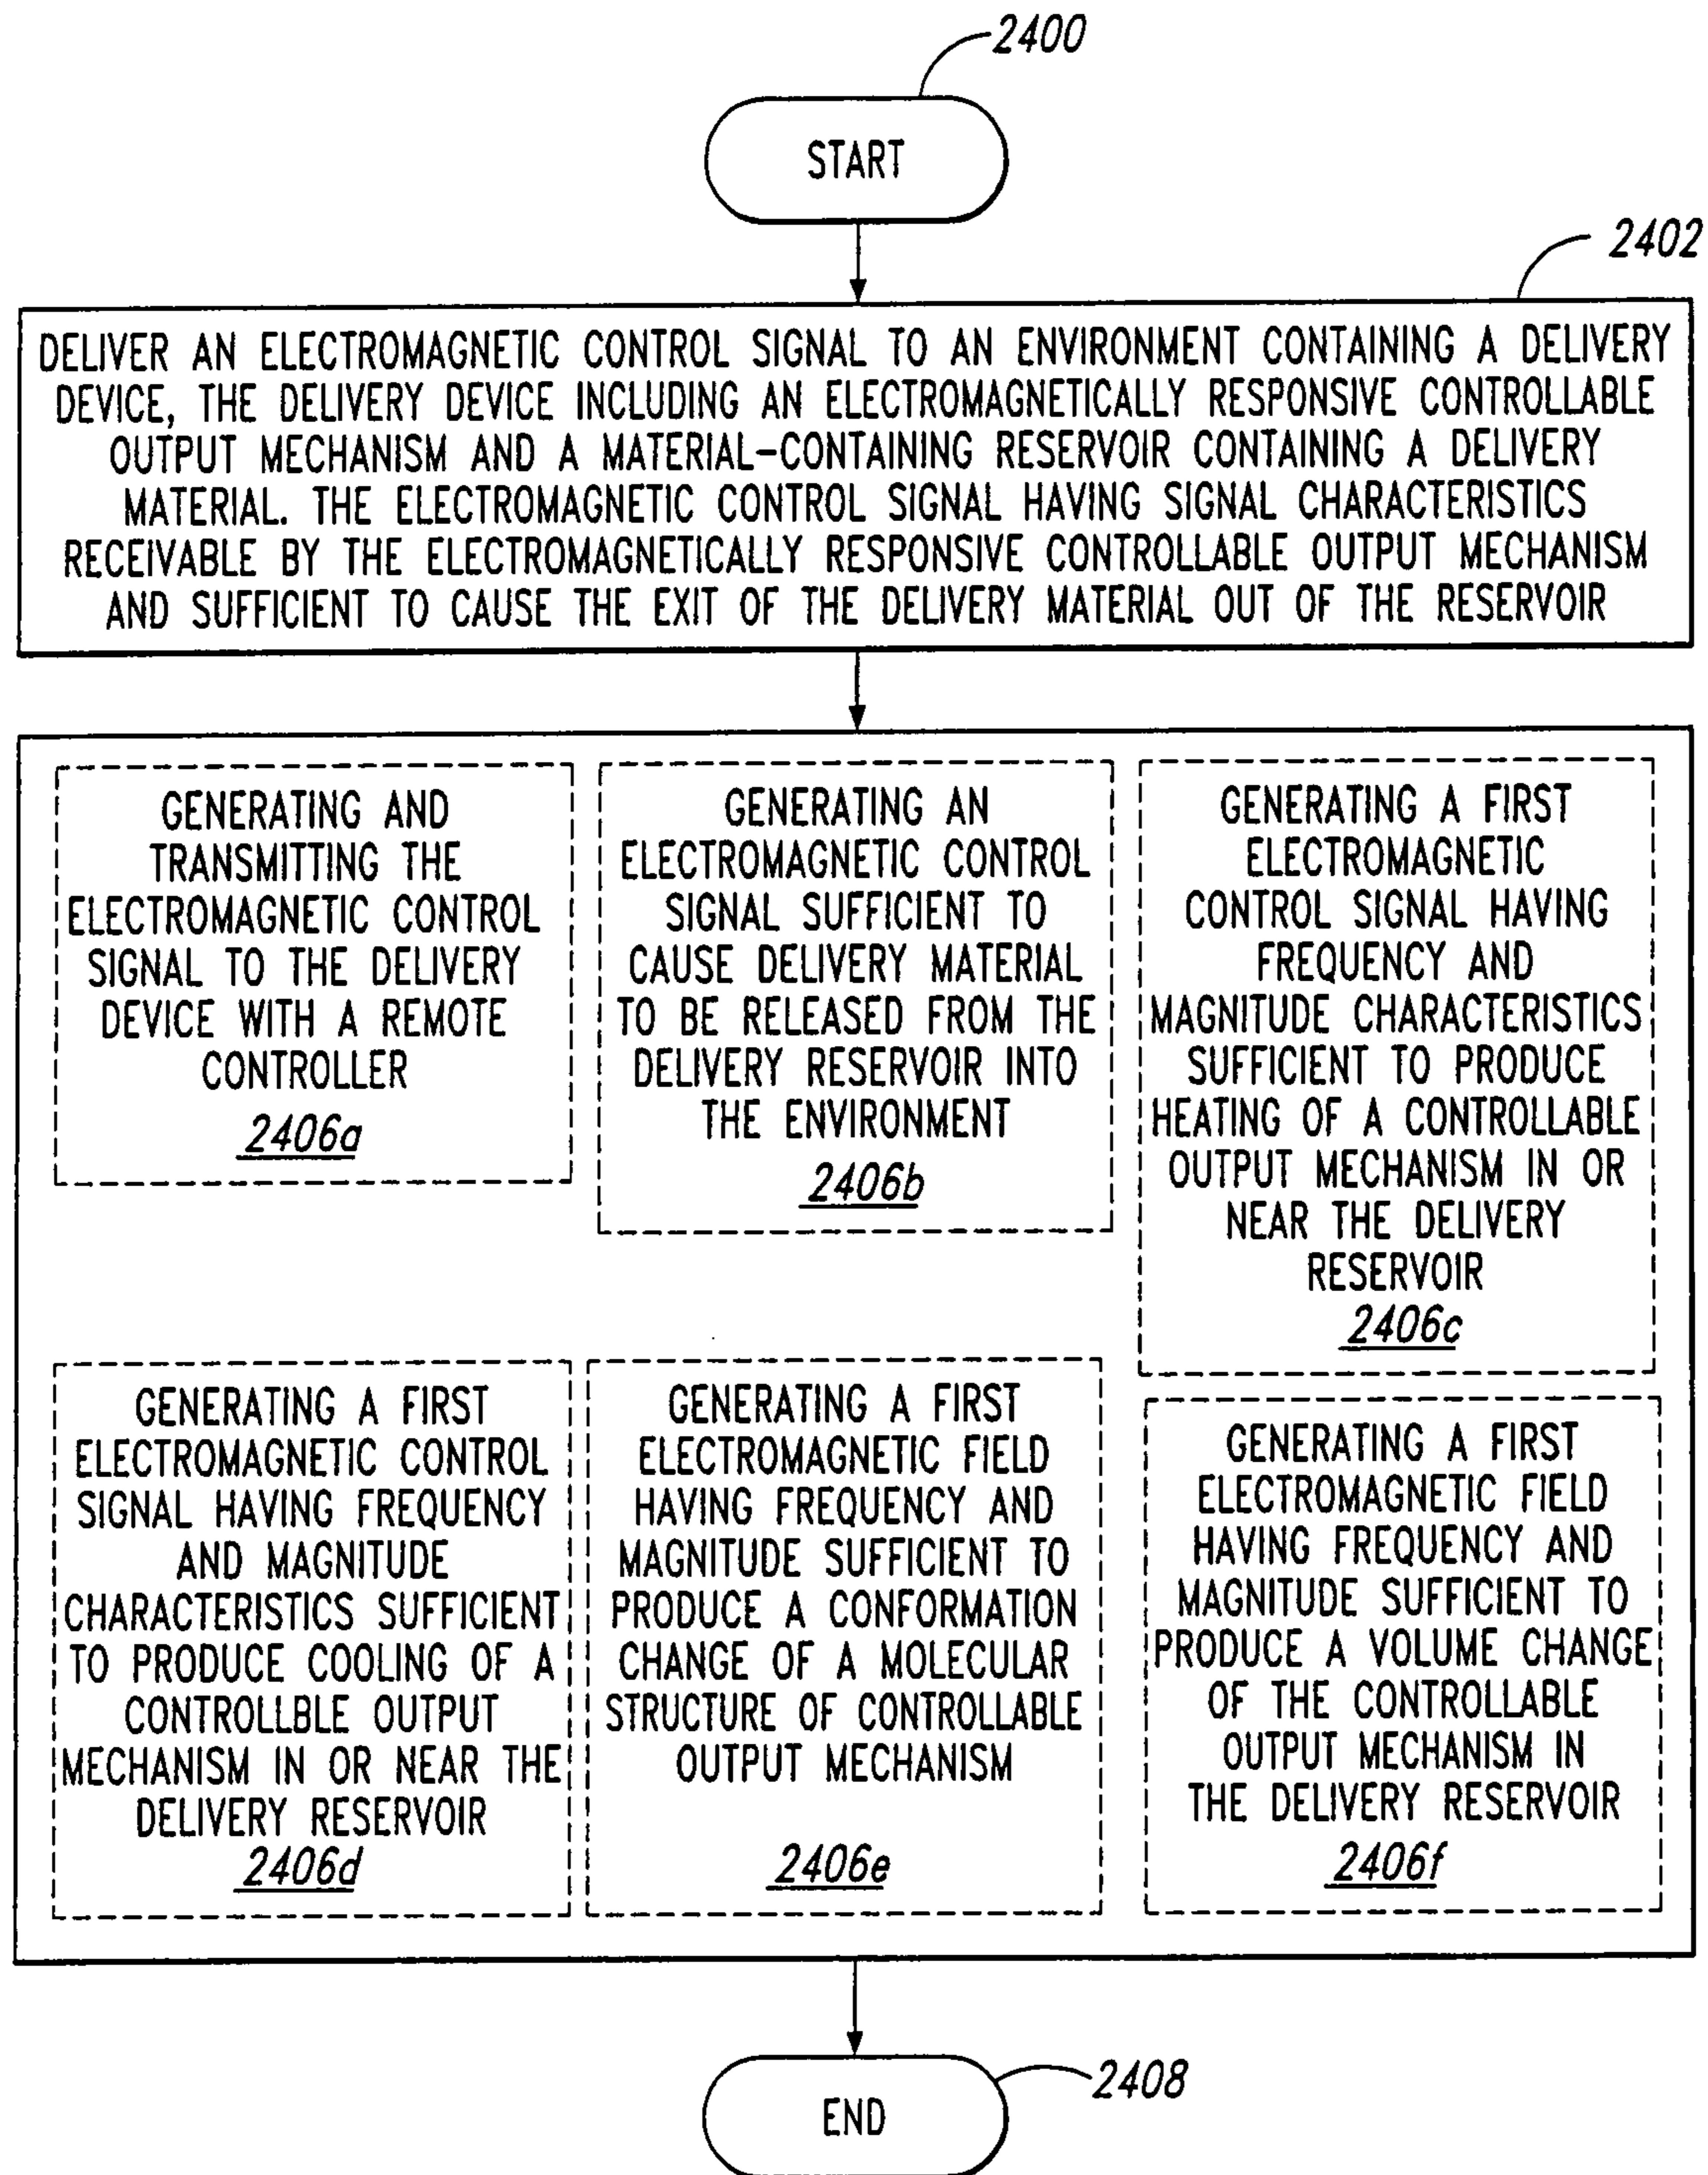 2400
START
2402
DELIVER AN ELECTROMAGNETIC CONTROL SIGNAL TO AN ENVIRONMENT CONTAINING A DELIVERY
DEVICE, THE DELIVERY DEVICE INCLUDING AN ELECTROMAGNETICALLY RESPONSIVE CONTROLLABLE
OUTPUT MECHANISM AND A MATERIAL-CONTAINING RESERVOIR CONTAINING A DELIVERY
MATERIAL. THE ELECTROMAGNETIC CONTROL SIGNAL HAVING SIGNAL CHARACTERISTICS
RECEIVABLE BY THE ELECTROMAGNETICALLY RESPONSIVE CONTROLLABLE OUTPUT MECHANISM
AND SUFFICIENT TO CAUSE THE EXIT OF THE DELIVERY MATERIAL OUT OF THE RESERVOIR
GENERATING AND
TRANSMITTING THE
ELECTROMAGNETIC CONTROL
SIGNAL TO THE DELIVERY
DEVICE WITH A REMOTE
CONTROLLER
2406a
GENERATING AN
ELECTROMAGNETIC CONTROL
SIGNAL SUFFICIENT TO
CAUSE DELIVERY MATERIAL
TO BE RELEASED FROM THE
DELIVERY RESERVOIR INTO
THE ENVIRONMENT
2406b
GENERATING A FIRST
ELECTROMAGNETIC
CONTROL SIGNAL HAVING
FREQUENCY AND
MAGNITUDE CHARACTERISTICS
SUFFICIENT TO PRODUCE
HEATING OF A CONTROLLABLE
OUTPUT MECHANISM IN OR
NEAR THE DELIVERY
RESERVOIR
2406c
GENERATING A FIRST
ELECTROMAGNETIC CONTROL
SIGNAL HAVING FREQUENCY
AND MAGNITUDE
CHARACTERISTICS SUFFICIENT
TO PRODUCE COOLING OF A
CONTROLLBLE OUTPUT
MECHANISM IN OR NEAR THE
DELIVERY RESERVOIR
2406d
GENERATING A FIRST
ELECTROMAGNETIC FIELD
HAVING FREQUENCY AND
MAGNITUDE SUFFICIENT TO
PRODUCE A CONFORMATION
CHANGE OF A MOLECULAR
STRUCTURE OF CONTROLLABLE
OUTPUT MECHANISM
2406e
GENERATING A FIRST
ELECTROMAGNETIC FIELD
HAVING FREQUENCY AND
MAGNITUDE SUFFICIENT TO
PRODUCE A VOLUME CHANGE
OF THE CONTROLLABLE
OUTPUT MECHANISM IN
THE DELIVERY RESERVOIR
2406f
END
2408